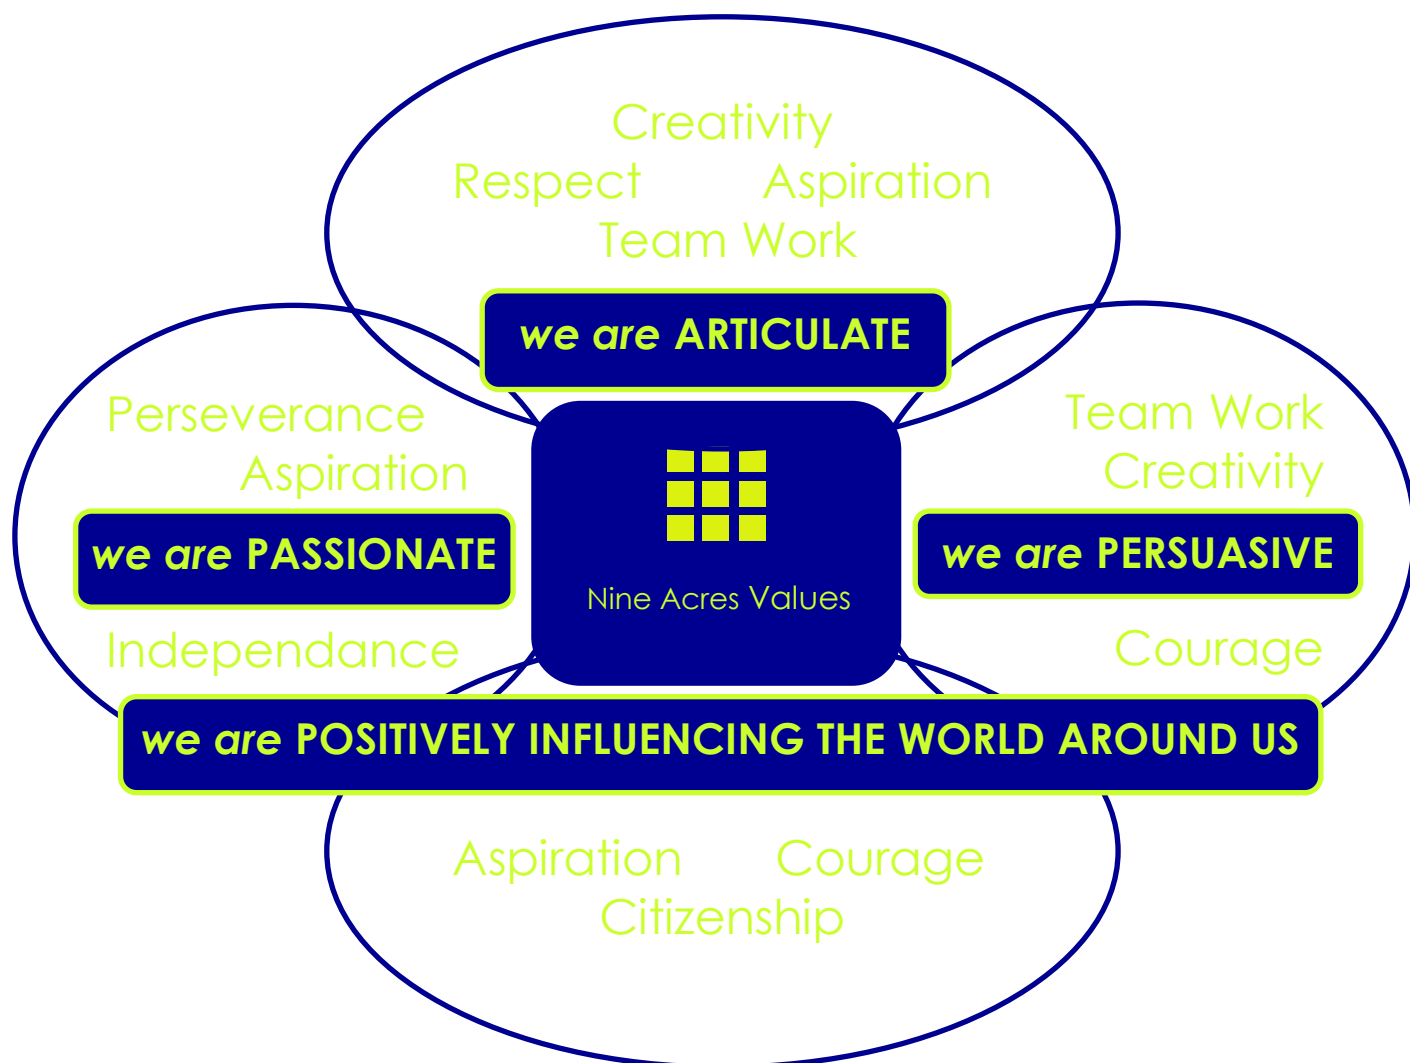 Creativity
Respect Aspiration
Team Work
we are ARTICULATE
Perseverance
Aspiration
we are PASSIONATE
Independance
Nine Acres Values
Team Work
Creativity
we are PERSUASIVE
Courage
we are POSITIVELY INFLUENCING THE WORLD AROUND US
Aspiration Courage
Citizenship